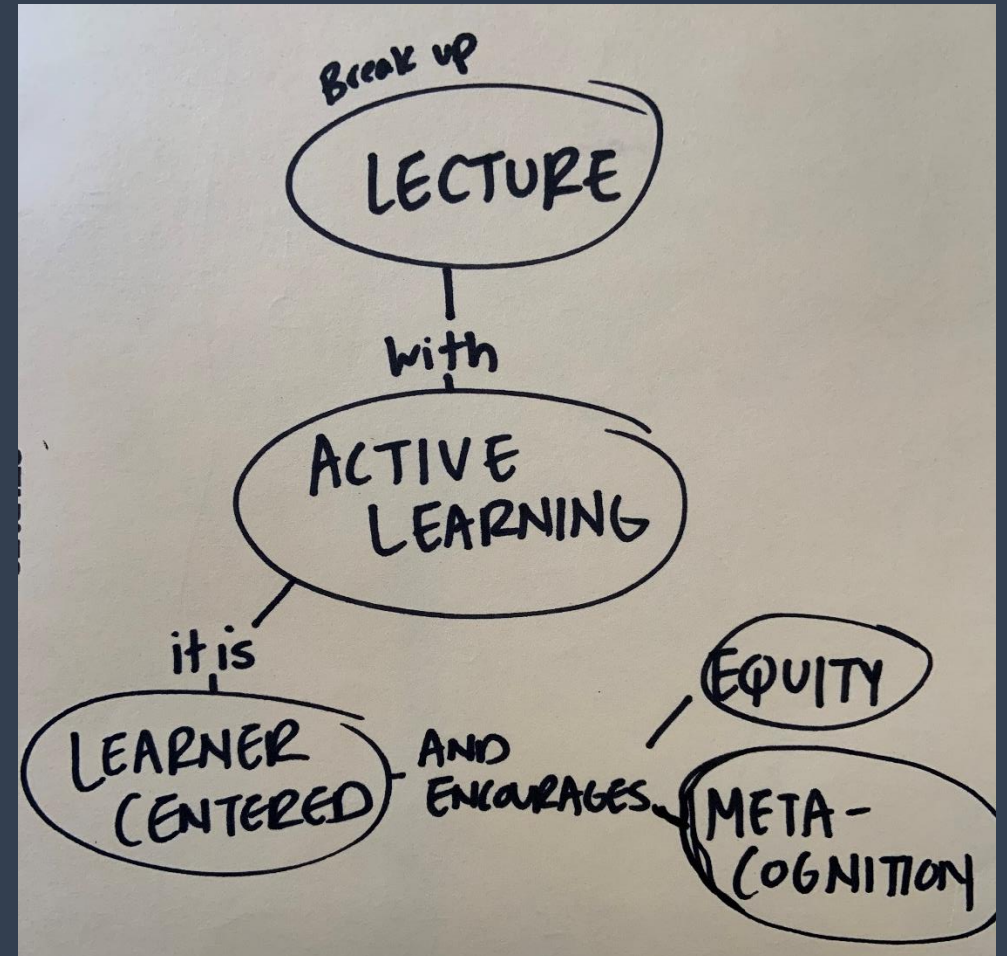 Break up
LECTURE
with
ACTIVE
LEARNING
it is
LEARNER
CENTERED
AND
ENCOURAGES
EQUITY
META-
COGNITION